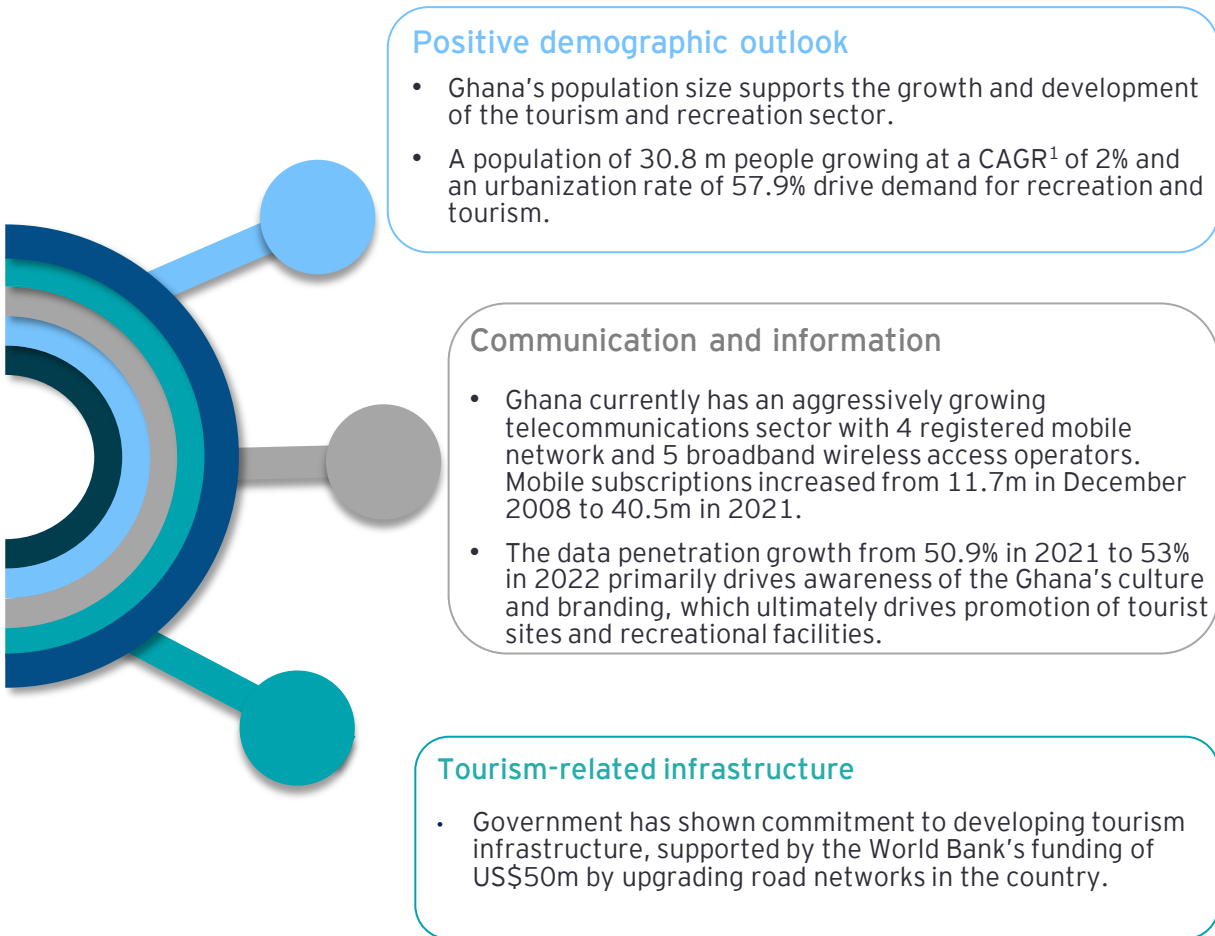 Positive demographic outlook
• Ghana's population size supports the growth and development
of the tourism and recreation sector.
• A population of 30.8 m people growing at a CAGR¹ of 2% and
an urbanization rate of 57.9% drive demand for recreation and
tourism.
Communication and information
• Ghana currently has an aggressively growing
telecommunications sector with 4 registered mobile
network and 5 broadband wireless access operators.
Mobile subscriptions increased from 11.7m in December
2008 to 40.5m in 2021.
• The data penetration growth from 50.9% in 2021 to 53%
in 2022 primarily drives awareness of the Ghana's culture
and branding, which ultimately drives promotion of tourist
sites and recreational facilities.
Tourism-related infrastructure
• Government has shown commitment to developing tourism
infrastructure, supported by the World Bank's funding of
US$50m by upgrading road networks in the country.